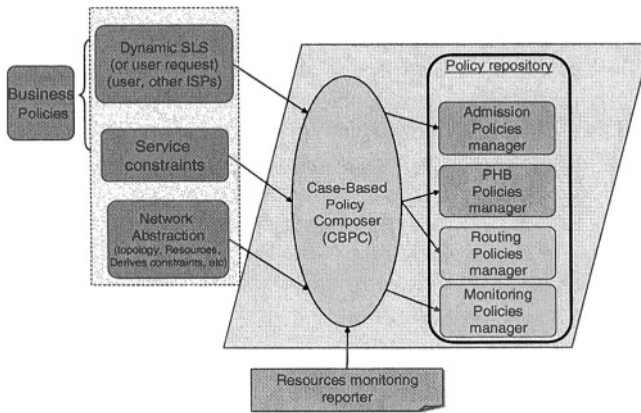 Business
Policies
Dynamic SLS
(or user request)
(user, other ISPs)
Service
constraints
Network
Abstraction
(topology, Resources,
Derives constraints, etc)
Case-Based
Policy
Composer
(CBPC)
Policy repository
Admission
Policies
manager
PHB
Policies
manager
Routing
Policies
manager
Monitoring
Policies
manager
Resources monitoring
reporter